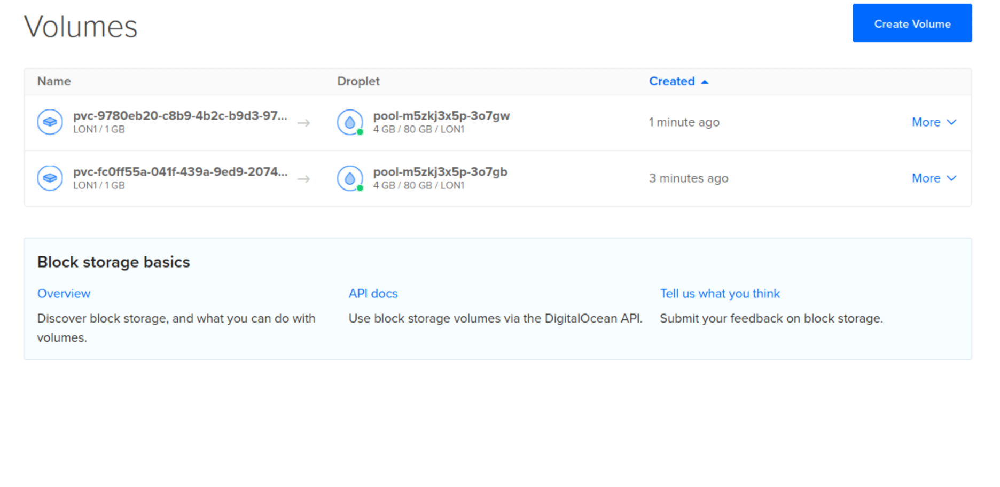 Volumes
Create Volume
Name Droplet Created
pvc-9780eb20-c8b9-4b2c-b9d3-97... pool-m5zkj3x5p-3o7gw 1 minute ago More
LON1 / 1 GB 4 GB / 80 GB / LON1
pvc-fc0ff55a-041f-439a-9ed9-2074... pool-m5zkj3x5p-3o7gb 3 minutes ago More
LON1 / 1 GB 4 GB / 80 GB / LON1
Block storage basics
Overview
Discover block storage, and what you can do with
volumes.
API docs
Use block storage volumes via the DigitalOcean API.
Tell us what you think
Submit your feedback on block storage.